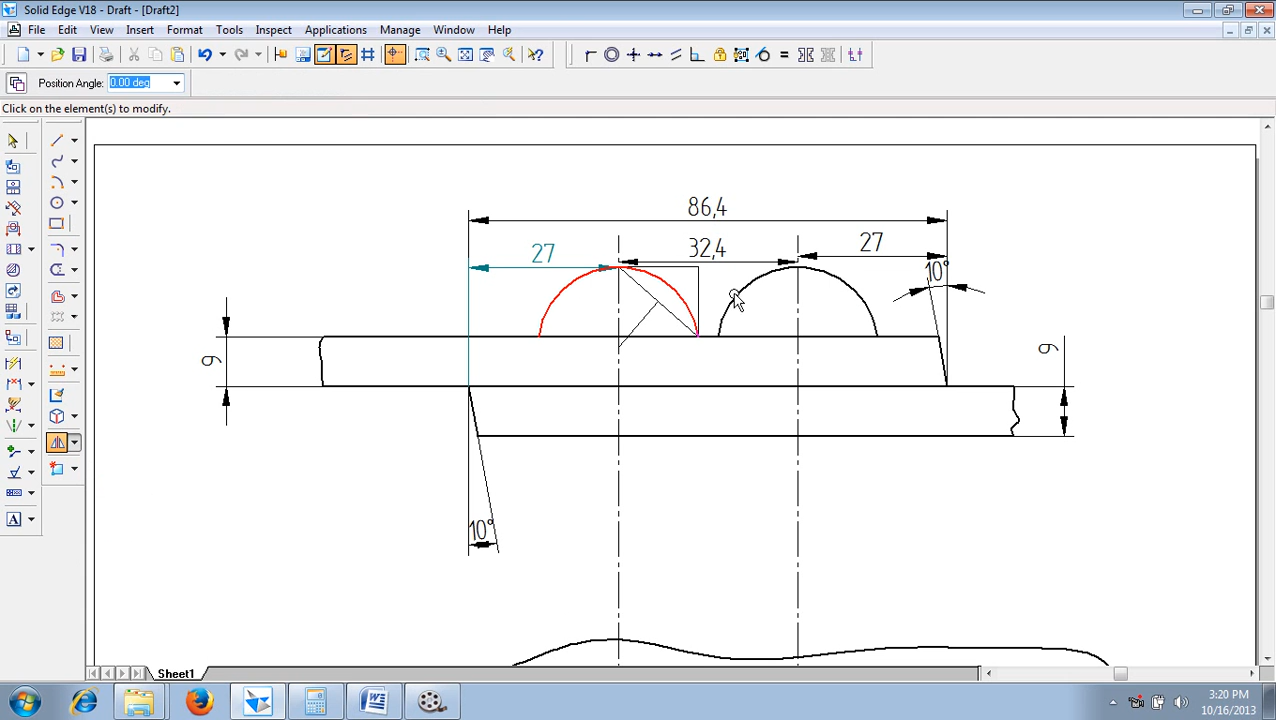 Solid Edge V18 - Draft - [Draft2]
File Edit View Insert Format Tools Inspect Applications Manage Window Help
Position Angle: 0.00 deg
Click on the element(s) to modify.
86,4
27 32,4 27
10°
9 9
10°
A
Sheet1
W
3:20 PM
10/16/2013